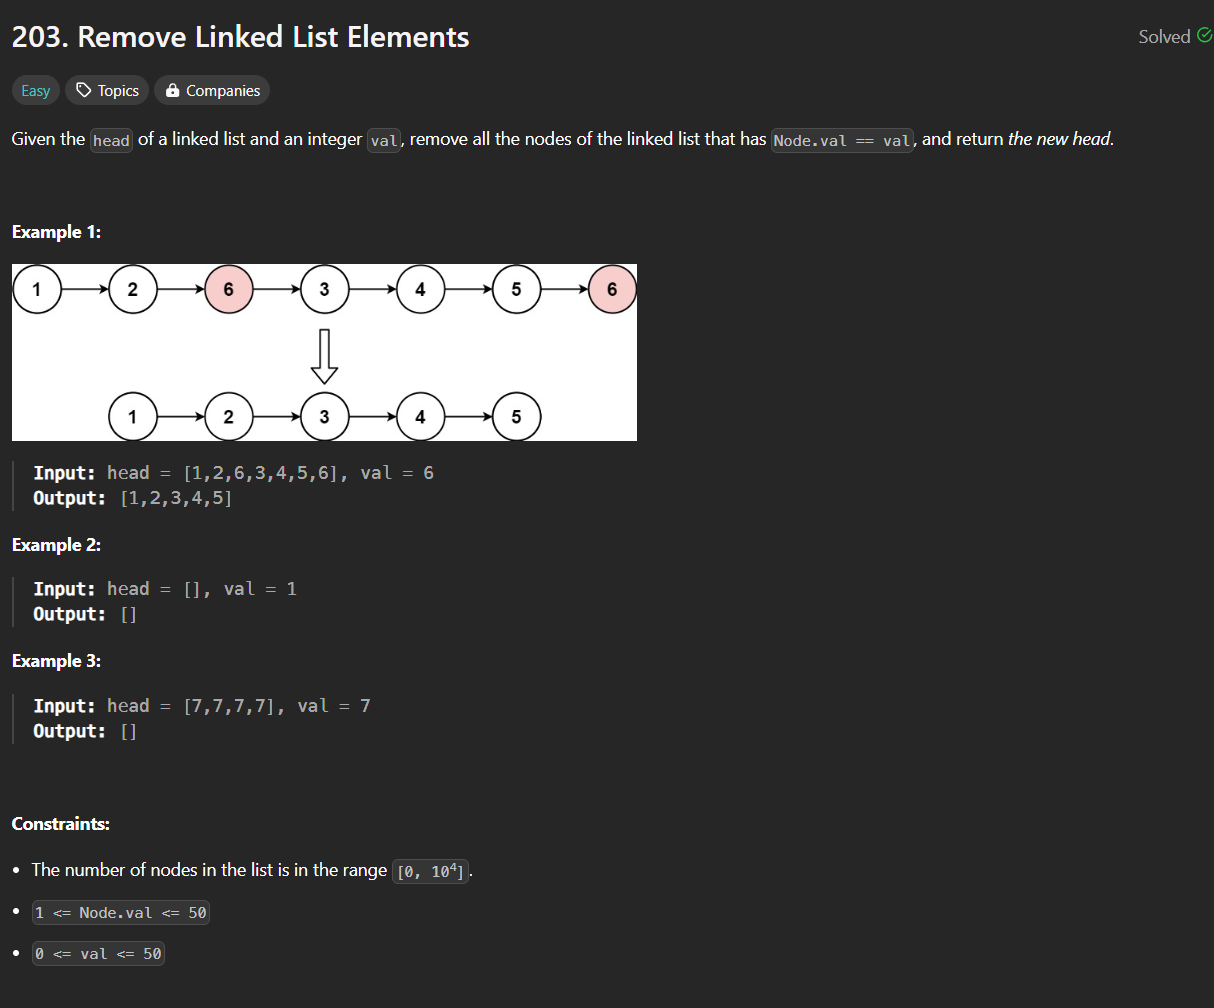 203. Remove Linked List Elements
Solved
Easy Topics Companies
Given the head of a linked list and an integer val, remove all the nodes of the linked list that has Node.val == val, and return the new head.
Example 1:
1 2 6 3 4 5 6
1 2 3 4 5
Input: head = [1,2,6,3,4,5,6], val = 6
Output: [1,2,3,4,5]
Example 2:
Input: head = [], val = 1
Output: []
Example 3:
Input: head = [7,7,7,7], val = 7
Output: []
Constraints:
• The number of nodes in the list is in the range [0, 10⁴].
• 1 <= Node.val <= 50
• 0 <= val <= 50